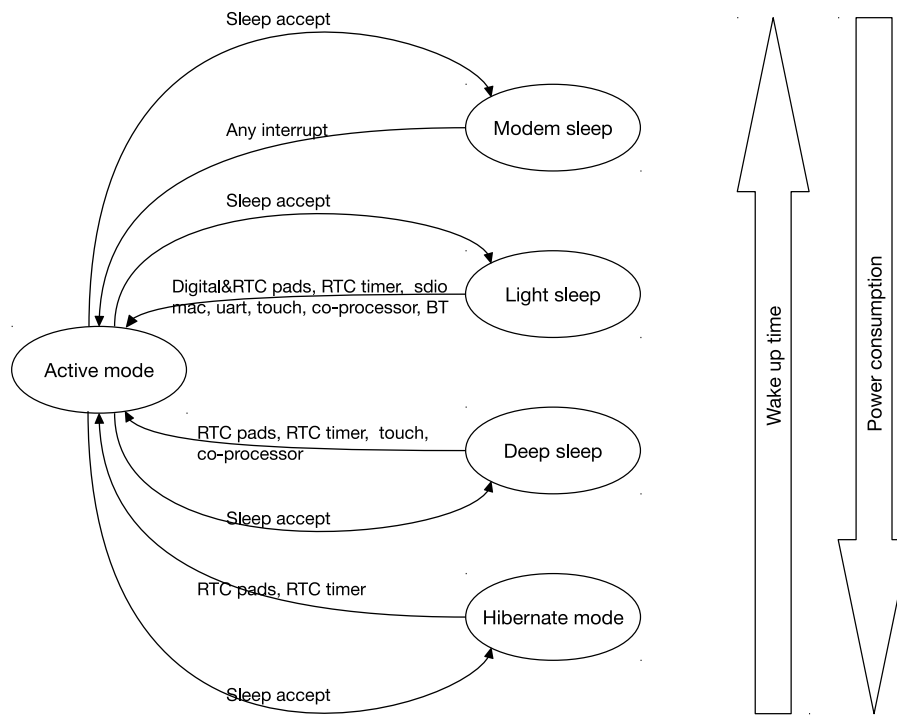 Sleep accept
Modem sleep
Any interrupt
Sleep accept
Digital&RTC pads, RTC timer, sdio
mac, uart, touch, co-processor, BT
Light sleep
Active mode
RTC pads, RTC timer, touch,
co-processor
Deep sleep
Sleep accept
RTC pads, RTC timer
Hibernate mode
Sleep accept
Wake up time
Power consumption